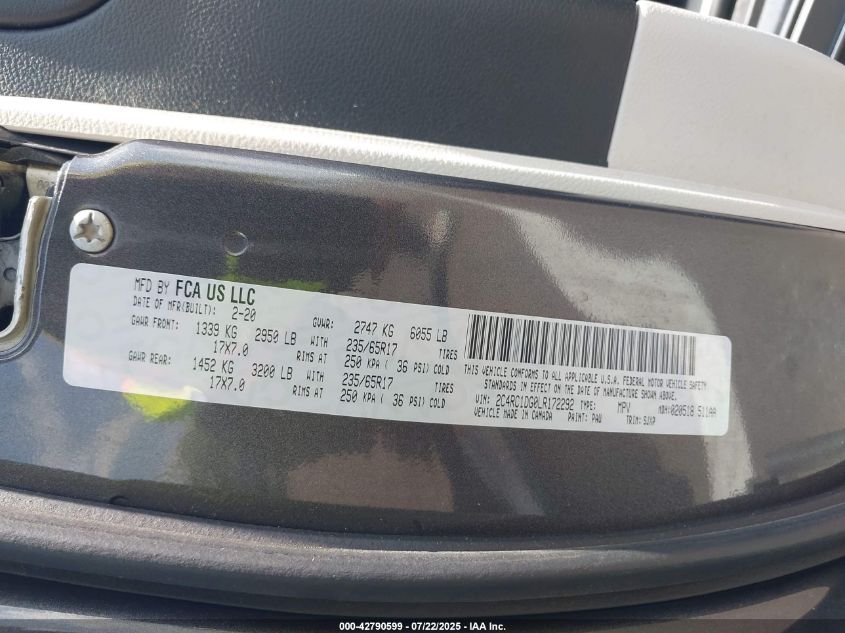 MFD BY FCA US LLC
DATE OF MFR(BUILT): 2-20 GVWR: 2747 KG 6055 LB
GAWR FRONT: 1339 KG 2950 LB WITH 235/65R17 TIRES
17X7.0 RIMS AT 250 KPA ( 36 PSI) COLD
GAWR REAR: 1452 KG 3200 LB WITH 235/65R17 TIRES
17X7.0 RIMS AT 250 KPA ( 36 PSI) COLD
THIS VEHICLE CONFORMS TO ALL APPLICABLE U.S.A. FEDERAL MOTOR VEHICLE SAFETY
STANDARDS IN EFFECT ON THE DATE OF MANUFACTURE SHOWN ABOVE.
VIN: 2C4RC1DG0LR172292 TYPE: MPV MDH:020518 511AA
VEHICLE MADE IN CANADA PAINT: PAU TRIM:
000-42790599 - 07/22/2025 - IAA Inc.